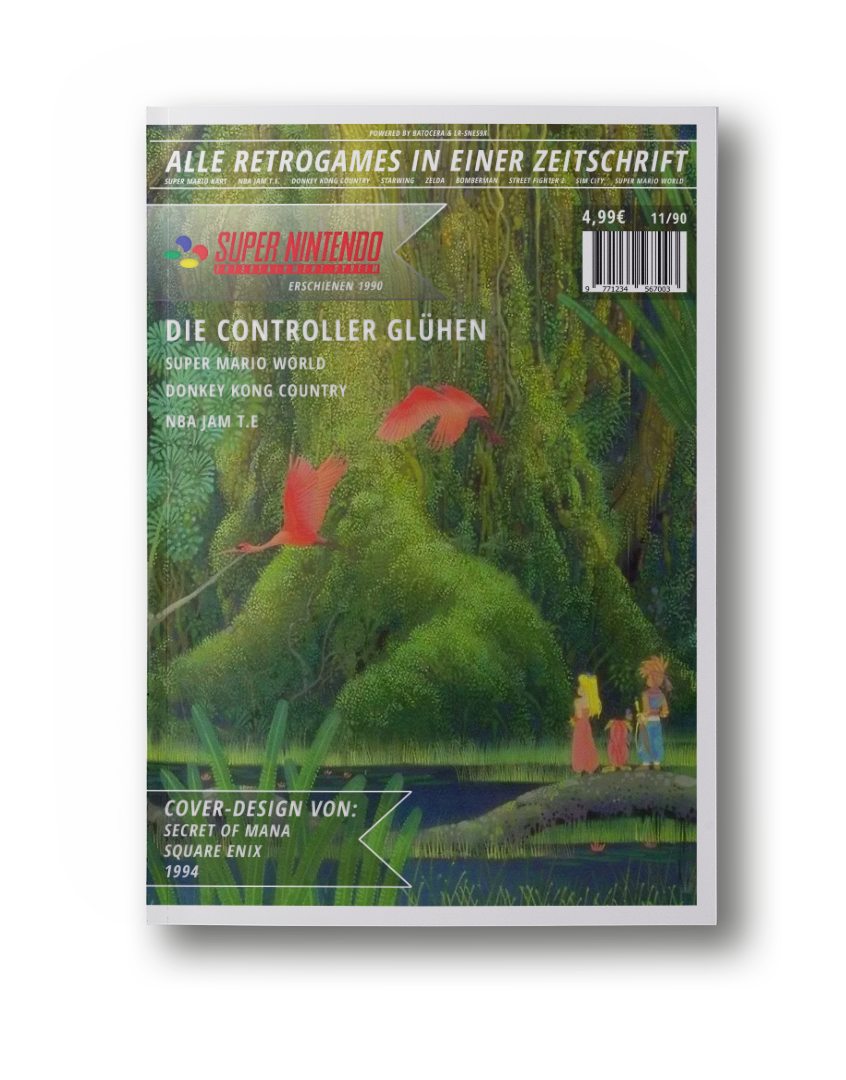 POWERED BY BATOCERA & LR-SNES9X
ALLE RETROGAMES IN EINER ZEITSCHRIFT
SUPER MARIO KART NBA JAM T.E. DONKEY KONG COUNTRY STARWING ZELDA BOMBERMAN STREET FIGHTER 2 SIM CITY SUPER MARIO WORLD
4,99€ 11/90
SUPER NINTENDO
ENTERTAINMENT SYSTEM
ERSCHIENEN 1990
9 771234 567003
DIE CONTROLLER GLÜHEN
SUPER MARIO WORLD
DONKEY KONG COUNTRY
NBA JAM T.E
COVER-DESIGN VON:
SECRET OF MANA
SQUARE ENIX
1994